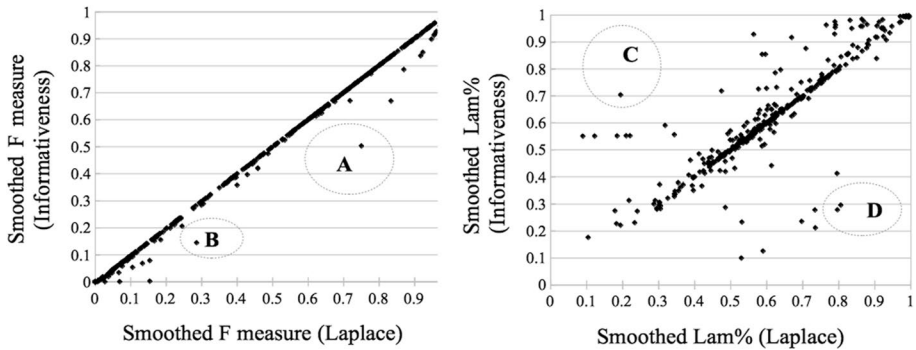 Smoothed F measure
(Informativeness)
1
0.9
0.8
0.7
0.6
0.5
0.4
0.3
0.2
0.1
0
0 0.1 0.2 0.3 0.4 0.5 0.6 0.7 0.8 0.9
A
B
Smoothed F measure (Laplace)
Smoothed Lam%
(Informativeness)
1
0.9
0.8
0.7
0.6
0.5
0.4
0.3
0.2
0.1
0
0 0.1 0.2 0.3 0.4 0.5 0.6 0.7 0.8 0.9 1
C
D
Smoothed Lam% (Laplace)